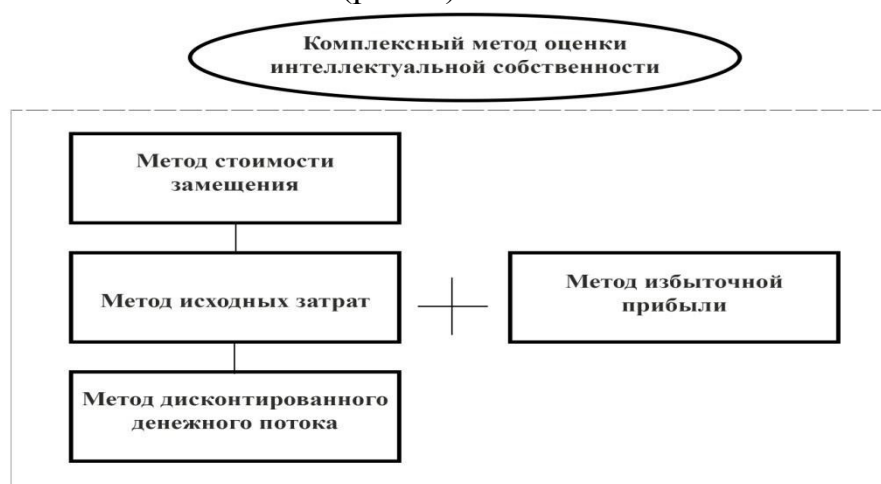 Комплексный метод оценки
интеллектуальной собственности
Метод стоимости
замещения
Метод исходных затрат
Метод избыточной
прибыли
Метод дисконтированного
денежного потока